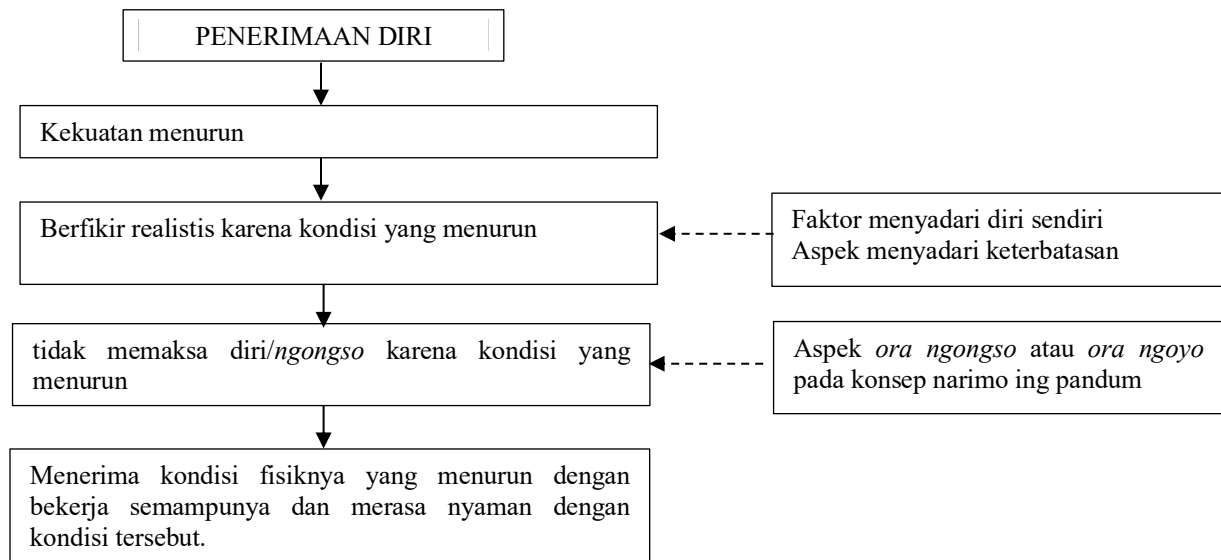 PENERIMAAN DIRI
Kekuatan menurun
Berfikir realistis karena kondisi yang menurun
Faktor menyadari diri sendiri
Aspek menyadari keterbatasan
tidak memaksa diri/ngongso karena kondisi yang
menurun
Aspek ora ngongso atau ora ngoyo
pada konsep narimo ing pandum
Menerima kondisi fisiknya yang menurun dengan
bekerja semampunya dan merasa nyaman dengan
kondisi tersebut.